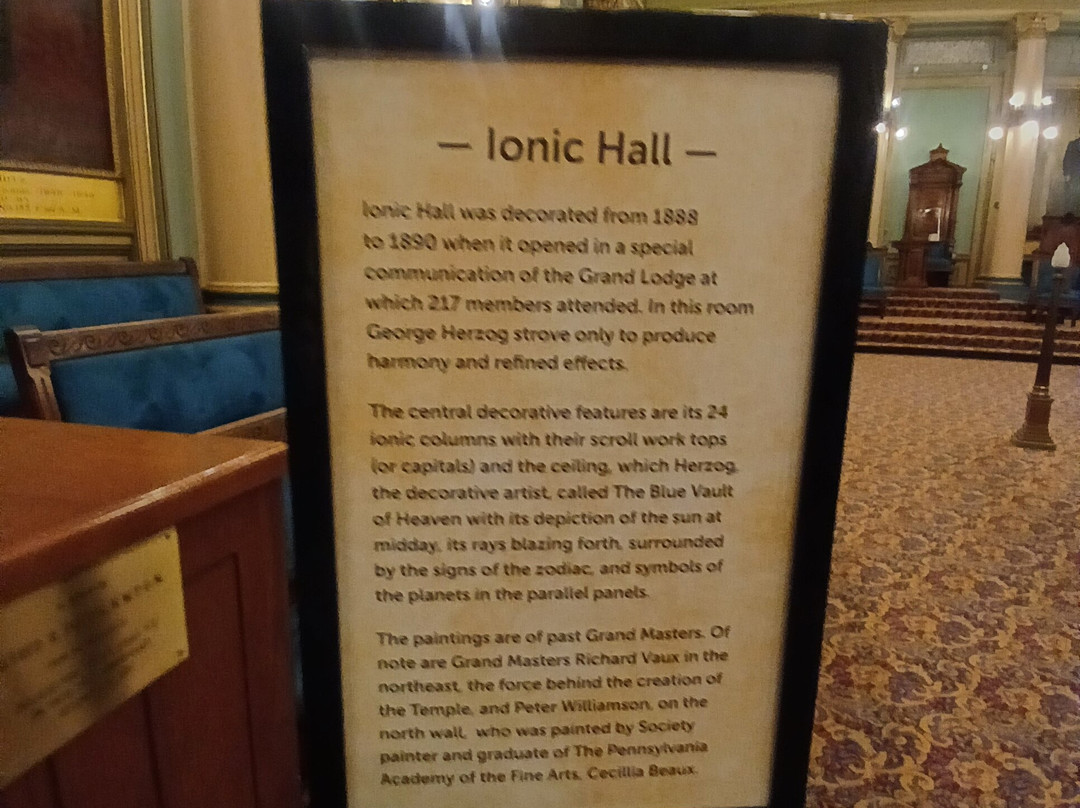 — Ionic Hall —
Ionic Hall was decorated from 1888
to 1890 when it opened in a special
communication of the Grand Lodge at
which 217 members attended. In this room
George Herzog strove only to produce
harmony and refined effects.
The central decorative features are its 24
ionic columns with their scroll work tops
(or capitals) and the ceiling, which Herzog,
the decorative artist, called The Blue Vault
of Heaven with its depiction of the sun at
midday, its rays blazing forth, surrounded
by the signs of the zodiac, and symbols of
the planets in the parallel panels.
The paintings are of past Grand Masters. Of
note are Grand Masters Richard Vaux in the
northeast, the force behind the creation of
the Temple, and Peter Williamson, on the
north wall, who was painted by Society
painter and graduate of The Pennsylvania
Academy of the Fine Arts, Cecillia Beaux.